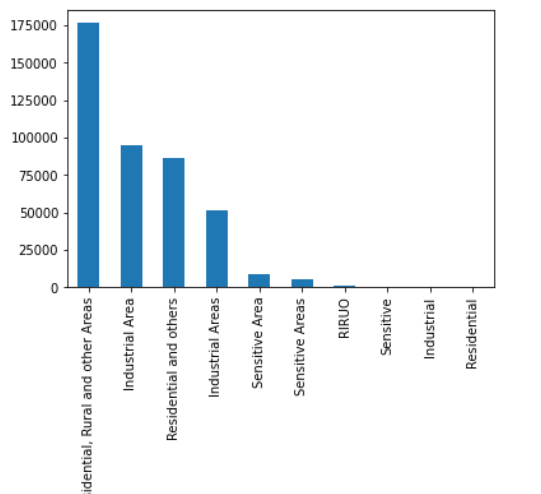 175000
150000
125000
100000
75000
50000
25000
0
sidential, Rural and other Areas
Industrial Area
Residential and others
Industrial Areas
Sensitive Area
Sensitive Areas
RIRUO
Sensitive
Industrial
Residential